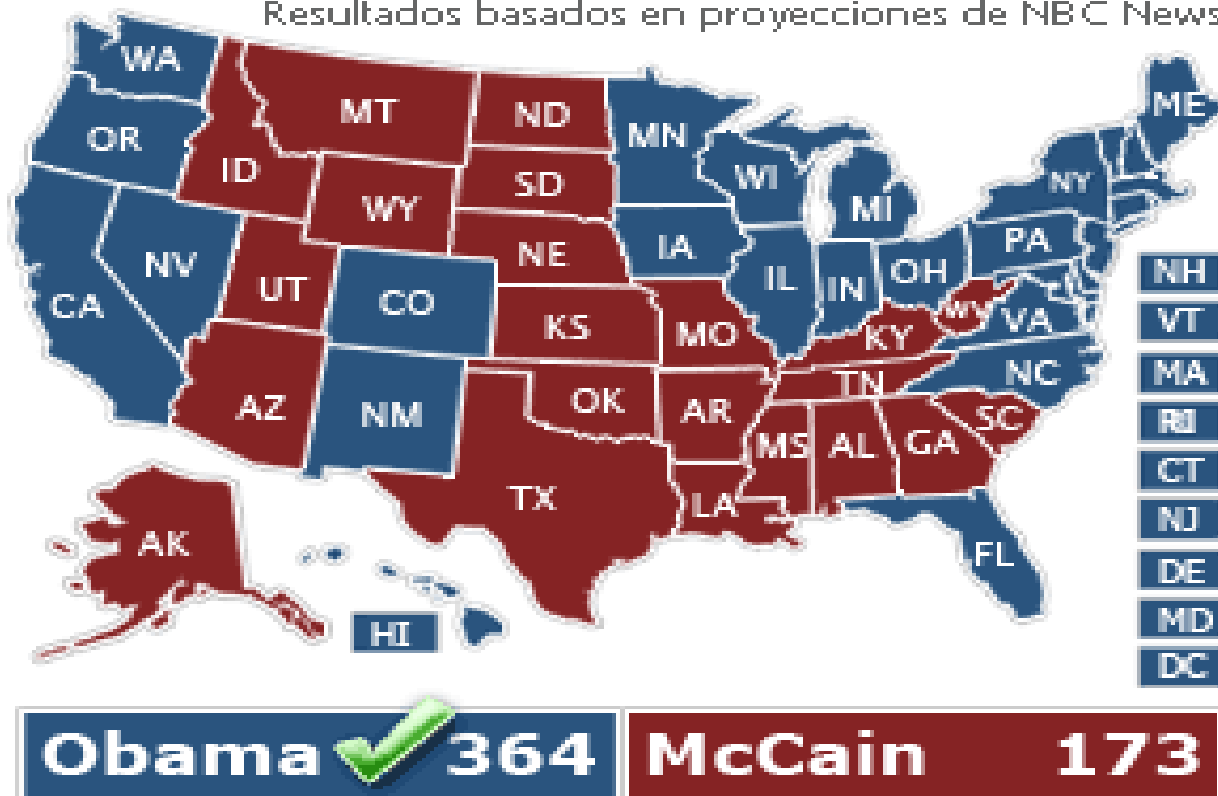 Resultados basados en proyecciones de NBC News
WA
OR
CA
NV
ID
MT
WY
UT
AZ
CO
NM
ND
SD
NE
KS
OK
TX
MN
IA
MO
AR
LA
WI
IL
MI
IN
OH
KY
TN
MS
AL
GA
SC
NC
VA
WV
PA
NY
ME
FL
AK
HI
NH
VT
MA
RI
CT
NJ
DE
MD
DC
Obama 364
McCain 173